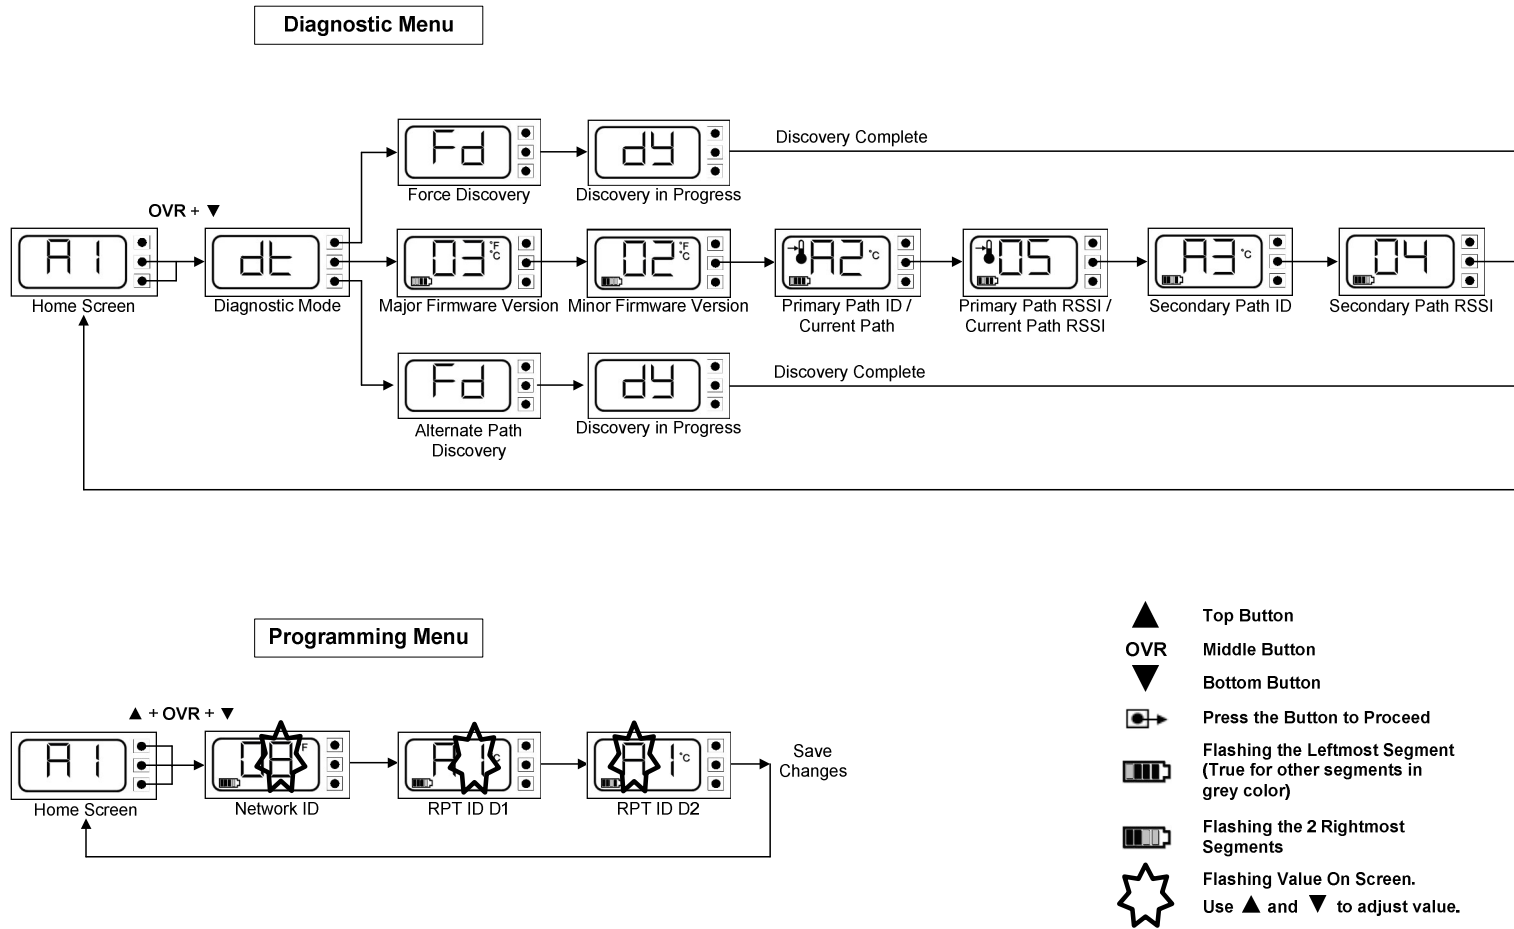 Diagnostic Menu
Discovery Complete
Fd
dy
Force Discovery
Discovery in Progress
OVR + ▼
A1
dt
03 °F °C
02 °F °C
A2 °C
05
A3 °C
04
Home Screen
Diagnostic Mode
Major Firmware Version
Minor Firmware Version
Primary Path ID /
Current Path
Primary Path RSSI /
Current Path RSSI
Secondary Path ID
Secondary Path RSSI
Discovery Complete
Fd
dy
Alternate Path
Discovery
Discovery in Progress
Programming Menu
▲ + OVR + ▼
A1
F
A1 °C
A1 °C
Save
Changes
Home Screen
Network ID
RPT ID D1
RPT ID D2
▲ Top Button
OVR Middle Button
▼ Bottom Button
Press the Button to Proceed
Flashing the Leftmost Segment
(True for other segments in
grey color)
Flashing the 2 Rightmost
Segments
Flashing Value On Screen.
Use ▲ and ▼ to adjust value.